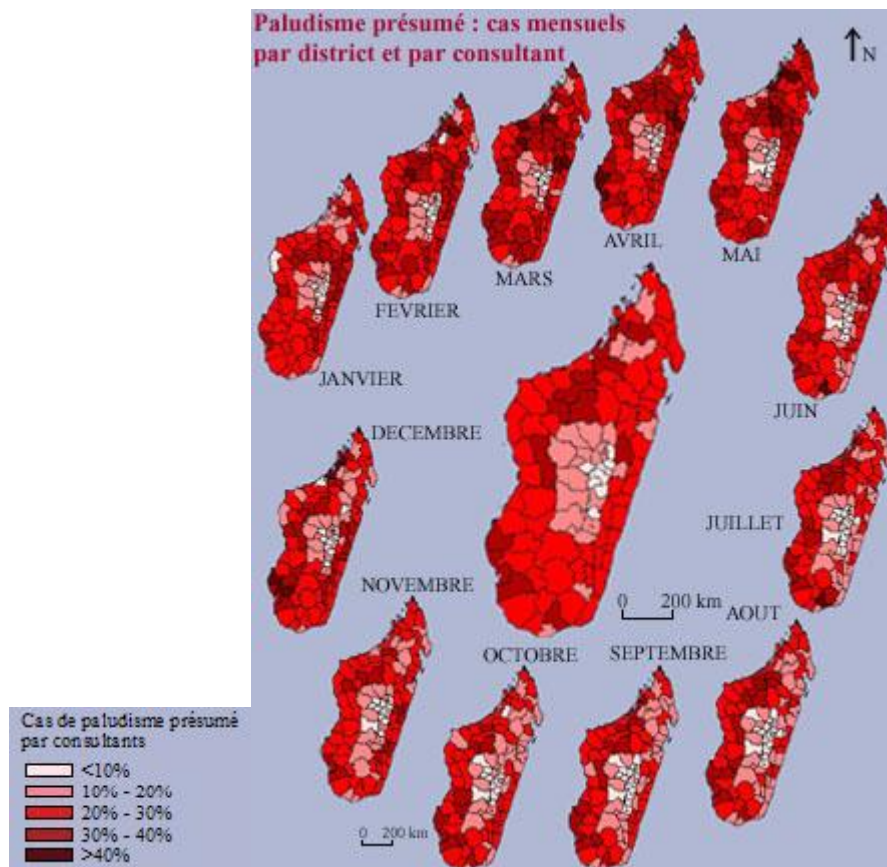 Paludisme présumé : cas mensuels
par district et par consultant
N
JANVIER
FEVRIER
MARS
AVRIL
MAI
JUIN
JUILLET
AOUT
SEPTEMBRE
OCTOBRE
NOVEMBRE
DECEMBRE
0 200 km
0 200 km
Cas de paludisme présumé
par consultants
<10%
10% - 20%
20% - 30%
30% - 40%
>40%